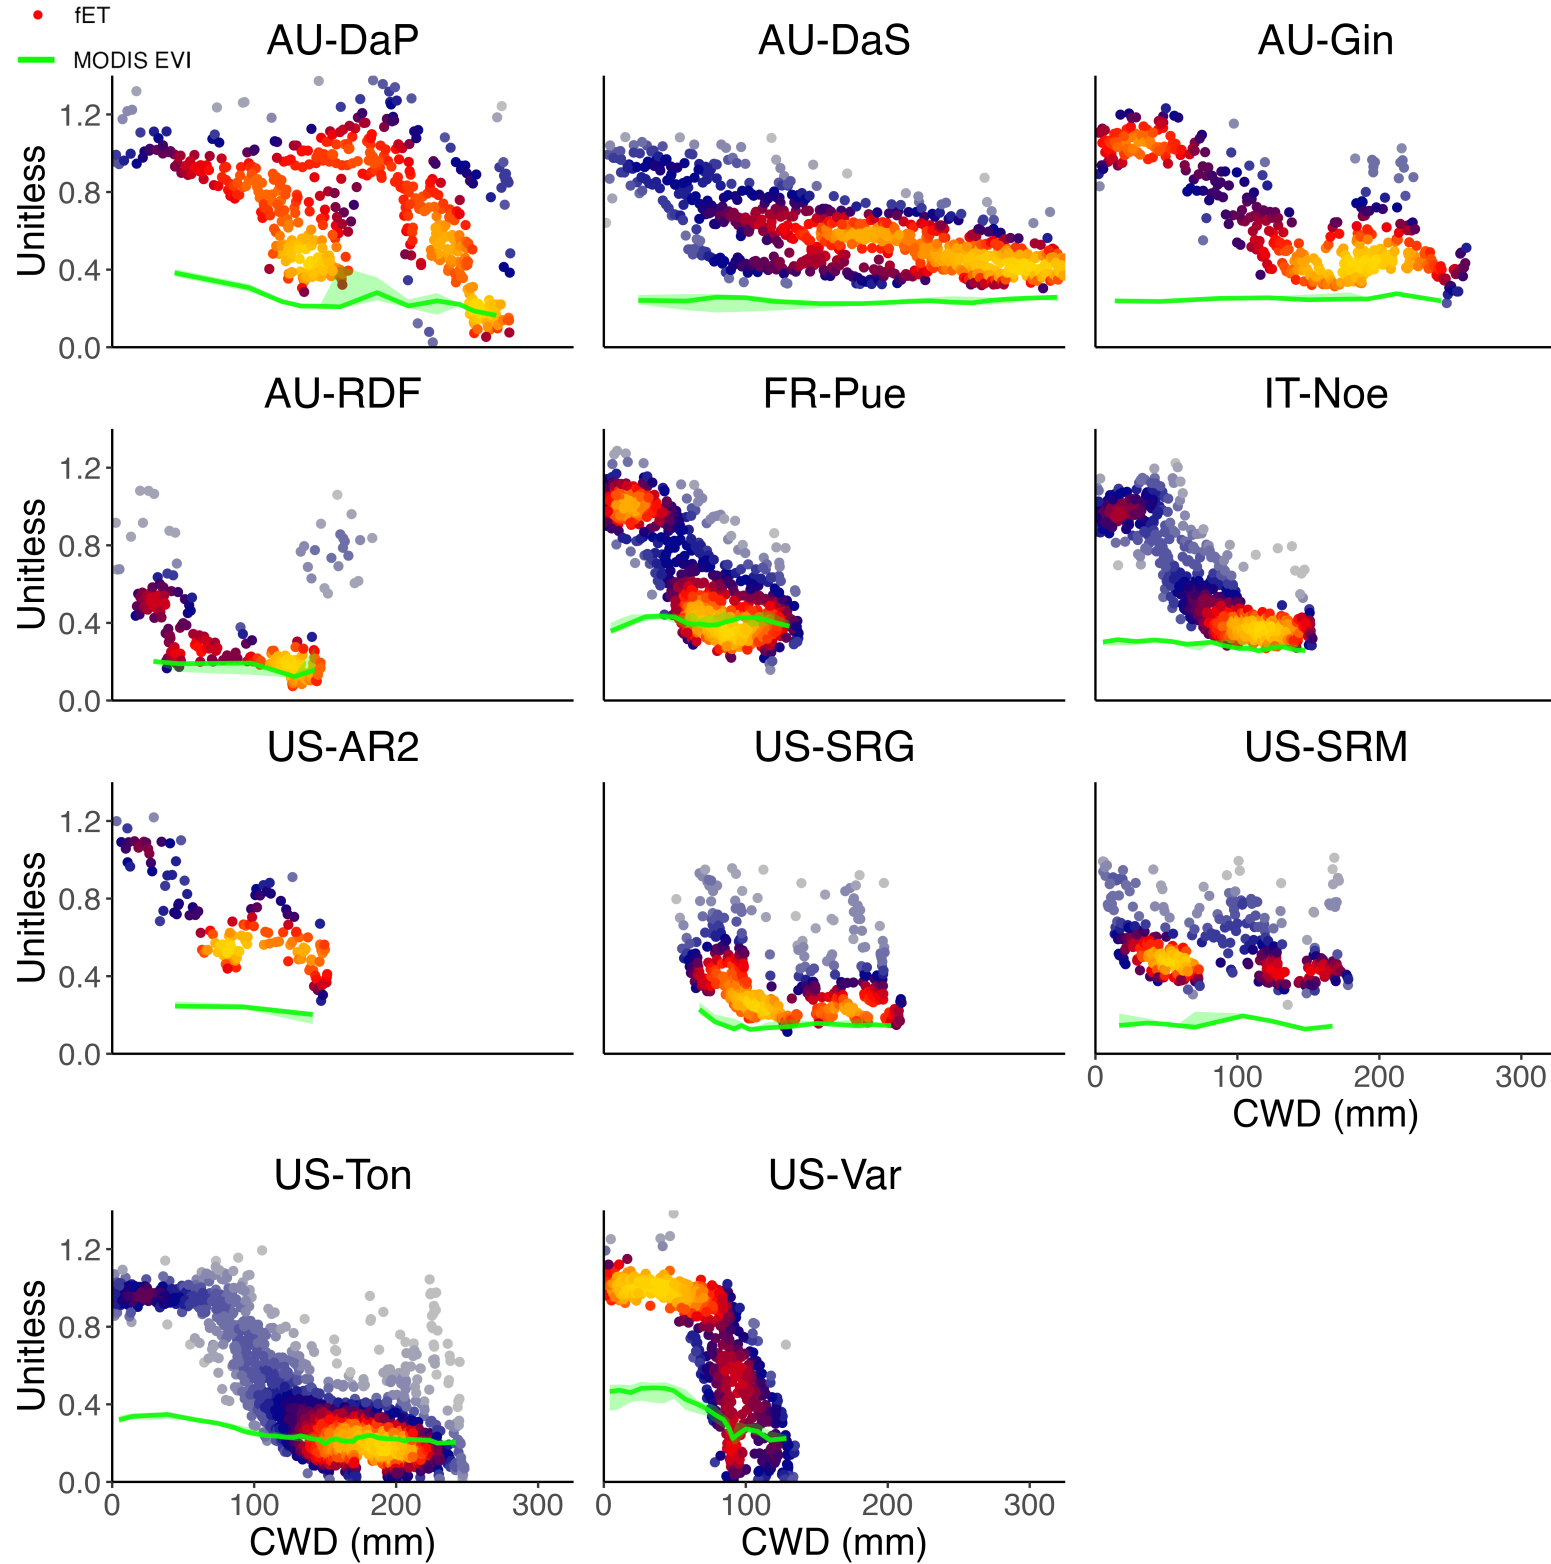 fET
MODIS EVI
AU-DaP
AU-DaS
AU-Gin
Unitless
1.2
0.8
0.4
0.0
AU-RDF
FR-Pue
IT-Noe
Unitless
1.2
0.8
0.4
0.0
US-AR2
US-SRG
US-SRM
Unitless
1.2
0.8
0.4
0.0
0 100 200 300
CWD (mm)
US-Ton
US-Var
Unitless
1.2
0.8
0.4
0.0
0 100 200 300
0 100 200 300
CWD (mm)
CWD (mm)